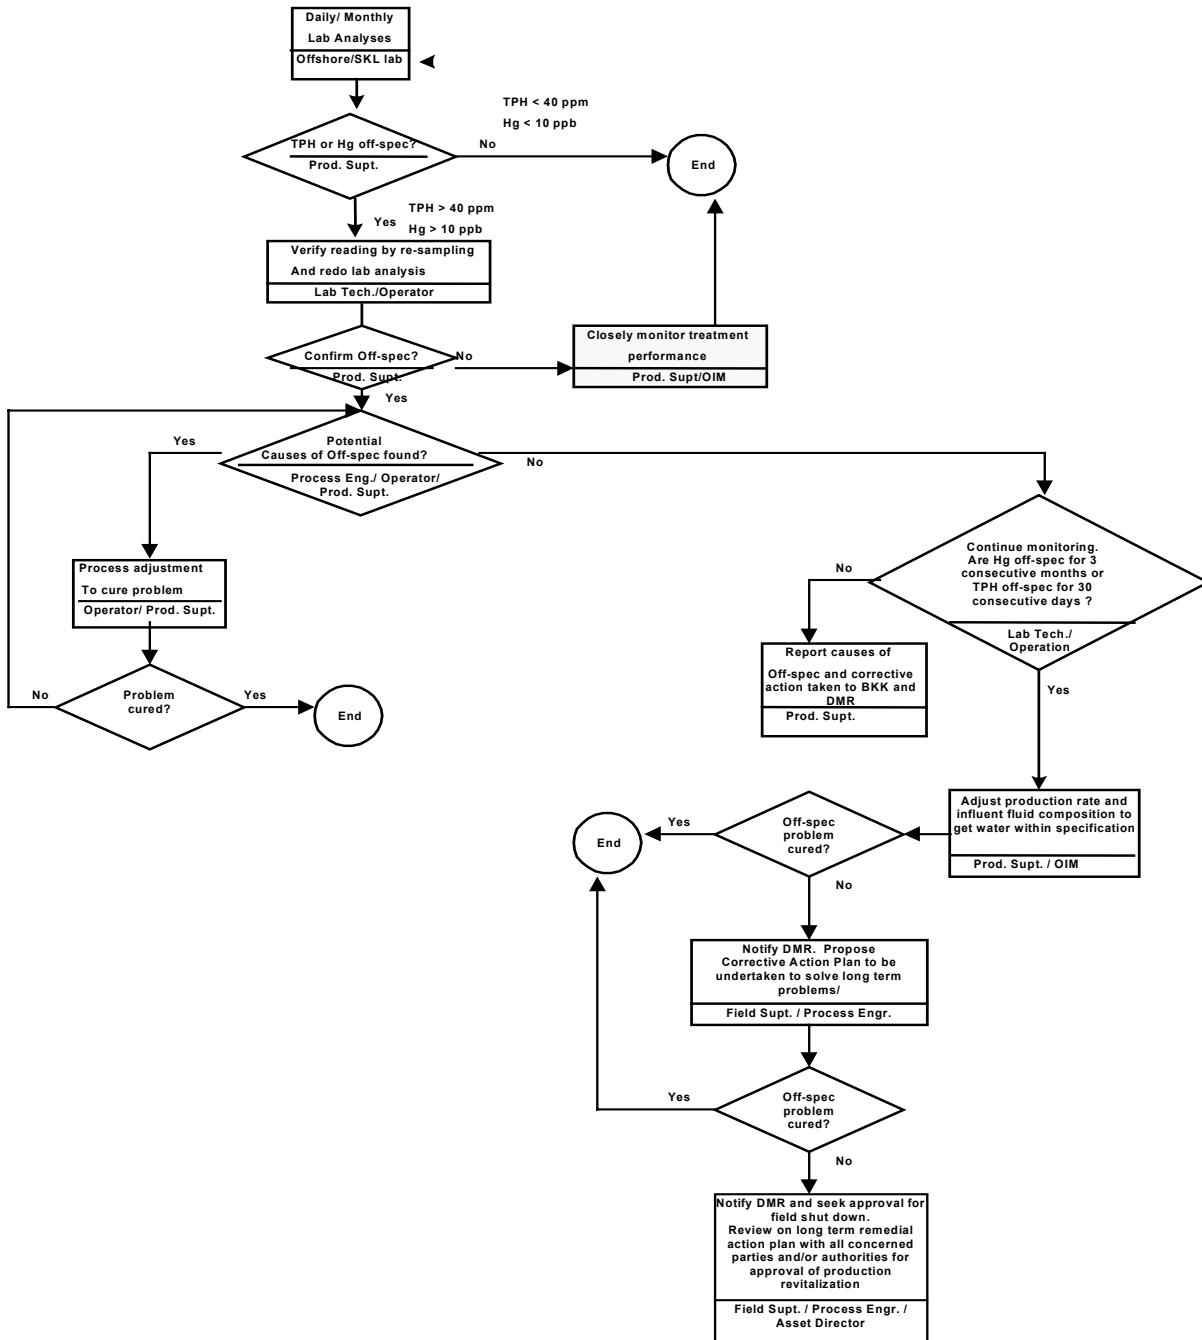 Daily/ Monthly
Lab Analyses
Offshore/SKL lab
TPH < 40 ppm
Hg < 10 ppb
TPH or Hg off-spec?
Prod. Supt.
No
End
Yes
TPH > 40 ppm
Hg > 10 ppb
Verify reading by re-sampling
And redo lab analysis
Lab Tech./Operator
Confirm Off-spec?
Prod. Supt.
No
Closely monitor treatment
performance
Prod. Supt/OIM
Yes
Potential
Causes of Off-spec found?
Process Eng./ Operator/
Prod. Supt.
Yes
No
Process adjustment
To cure problem
Operator/ Prod. Supt.
Problem
cured?
No
Yes
End
Continue monitoring.
Are Hg off-spec for 3
consecutive months or
TPH off-spec for 30
consecutive days ?
Lab Tech./
Operation
No
Report causes of
Off-spec and corrective
action taken to BKK and
DMR
Prod. Supt.
Yes
Adjust production rate and
influent fluid composition to
get water within specification
Prod. Supt. / OIM
Off-spec
problem
cured?
Yes
End
No
Notify DMR.  Propose
Corrective Action Plan to be
undertaken to solve long term
problems/
Field Supt. / Process Engr.
Off-spec
problem
cured?
Yes
No
Notify DMR and seek approval for
field shut down.
Review on long term remedial
action plan with all concerned
parties and/or authorities for
approval of production
revitalization
Field Supt. / Process Engr. /
Asset Director